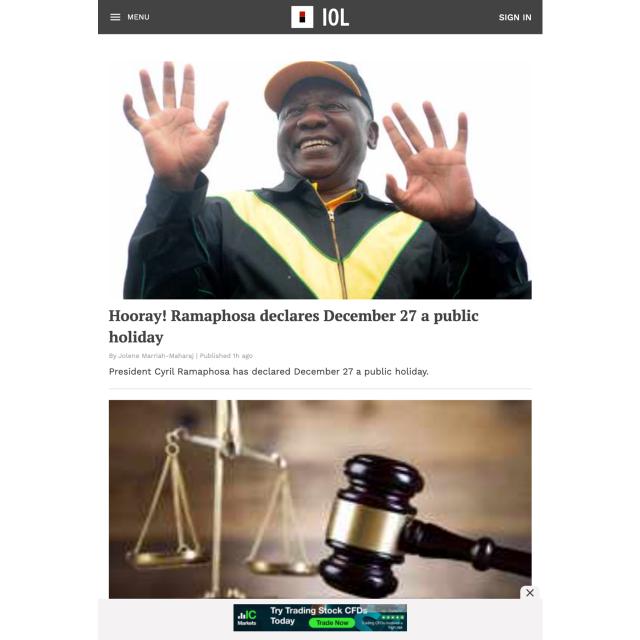 MENU
IOL
SIGN IN
Hooray! Ramaphosa declares December 27 a public
holiday
By Jolene Marriah-Maharaj | Published 1h ago
President Cyril Ramaphosa has declared December 27 a public holiday.
IC
Markets
Try Trading Stock CFDs
Today
Trade Now